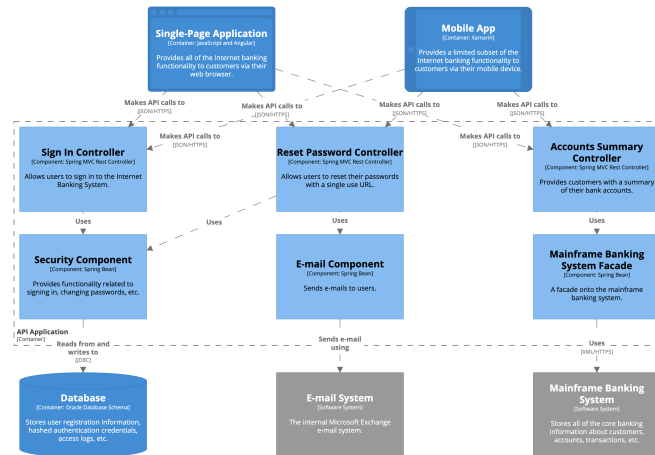 Single-Page Application
[Container: JavaScript and Angular]
Provides all of the Internet banking
functionality to customers via their
web browser.
Mobile App
[Container: Xamarin]
Provides a limited subset of the
Internet banking functionality to
customers via their mobile device.
Makes API calls to
[JSON/HTTPS]
Makes API calls to
[JSON/HTTPS]
Makes API calls to
[JSON/HTTPS]
Makes API calls to
[JSON/HTTPS]
Makes API calls to
[JSON/HTTPS]
Makes API calls to
[JSON/HTTPS]
Sign In Controller
[Component: Spring MVC Rest Controller]
Allows users to sign in to the Internet
Banking System.
Reset Password Controller
[Component: Spring MVC Rest Controller]
Allows users to reset their passwords
with a single use URL.
Accounts Summary
Controller
[Component: Spring MVC Rest Controller]
Provides customers with a summary
of their bank accounts.
Uses
Uses
Uses
Uses
Security Component
[Component: Spring Bean]
Provides functionality related to
signing in, changing passwords, etc.
E-mail Component
[Component: Spring Bean]
Sends e-mails to users.
Mainframe Banking
System Facade
[Component: Spring Bean]
A facade onto the mainframe
banking system.
API Application
[Container]
Reads from and
writes to
[JDBC]
Sends e-mail
using
Uses
[XML/HTTPS]
Database
[Container: Oracle Database Schema]
Stores user registration information,
hashed authentication credentials,
access logs, etc.
E-mail System
[Software System]
The internal Microsoft Exchange
e-mail system.
Mainframe Banking
System
[Software System]
Stores all of the core banking
information about customers,
accounts, transactions, etc.